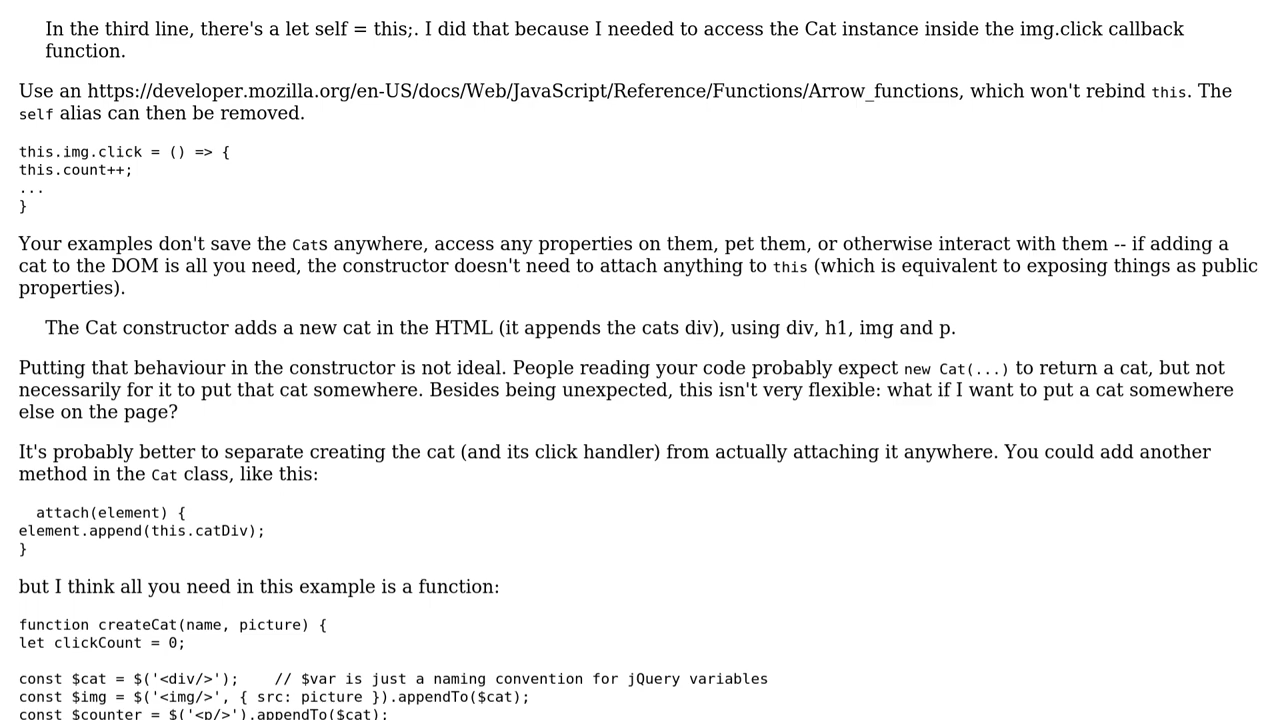 In the third line, there's a let self = this;. I did that because I needed to access the Cat instance inside the img.click callback
function.
Use an https://developer.mozilla.org/en-US/docs/Web/JavaScript/Reference/Functions/Arrow_functions, which won't rebind this. The
self alias can then be removed.
this.img.click = () => {
this.count++;
...
}
Your examples don't save the Cats anywhere, access any properties on them, pet them, or otherwise interact with them -- if adding a
cat to the DOM is all you need, the constructor doesn't need to attach anything to this (which is equivalent to exposing things as public
properties).
The Cat constructor adds a new cat in the HTML (it appends the cats div), using div, h1, img and p.
Putting that behaviour in the constructor is not ideal. People reading your code probably expect new Cat(...) to return a cat, but not
necessarily for it to put that cat somewhere. Besides being unexpected, this isn't very flexible: what if I want to put a cat somewhere
else on the page?
It's probably better to separate creating the cat (and its click handler) from actually attaching it anywhere. You could add another
method in the Cat class, like this:
attach(element) {
element.append(this.catDiv);
}
but I think all you need in this example is a function:
function createCat(name, picture) {
let clickCount = 0;
const $cat = $('<div/>');    // $var is just a naming convention for jQuery variables
const $img = $('<img/>', { src: picture }).appendTo($cat);
const $counter = $('<p/>').appendTo($cat);